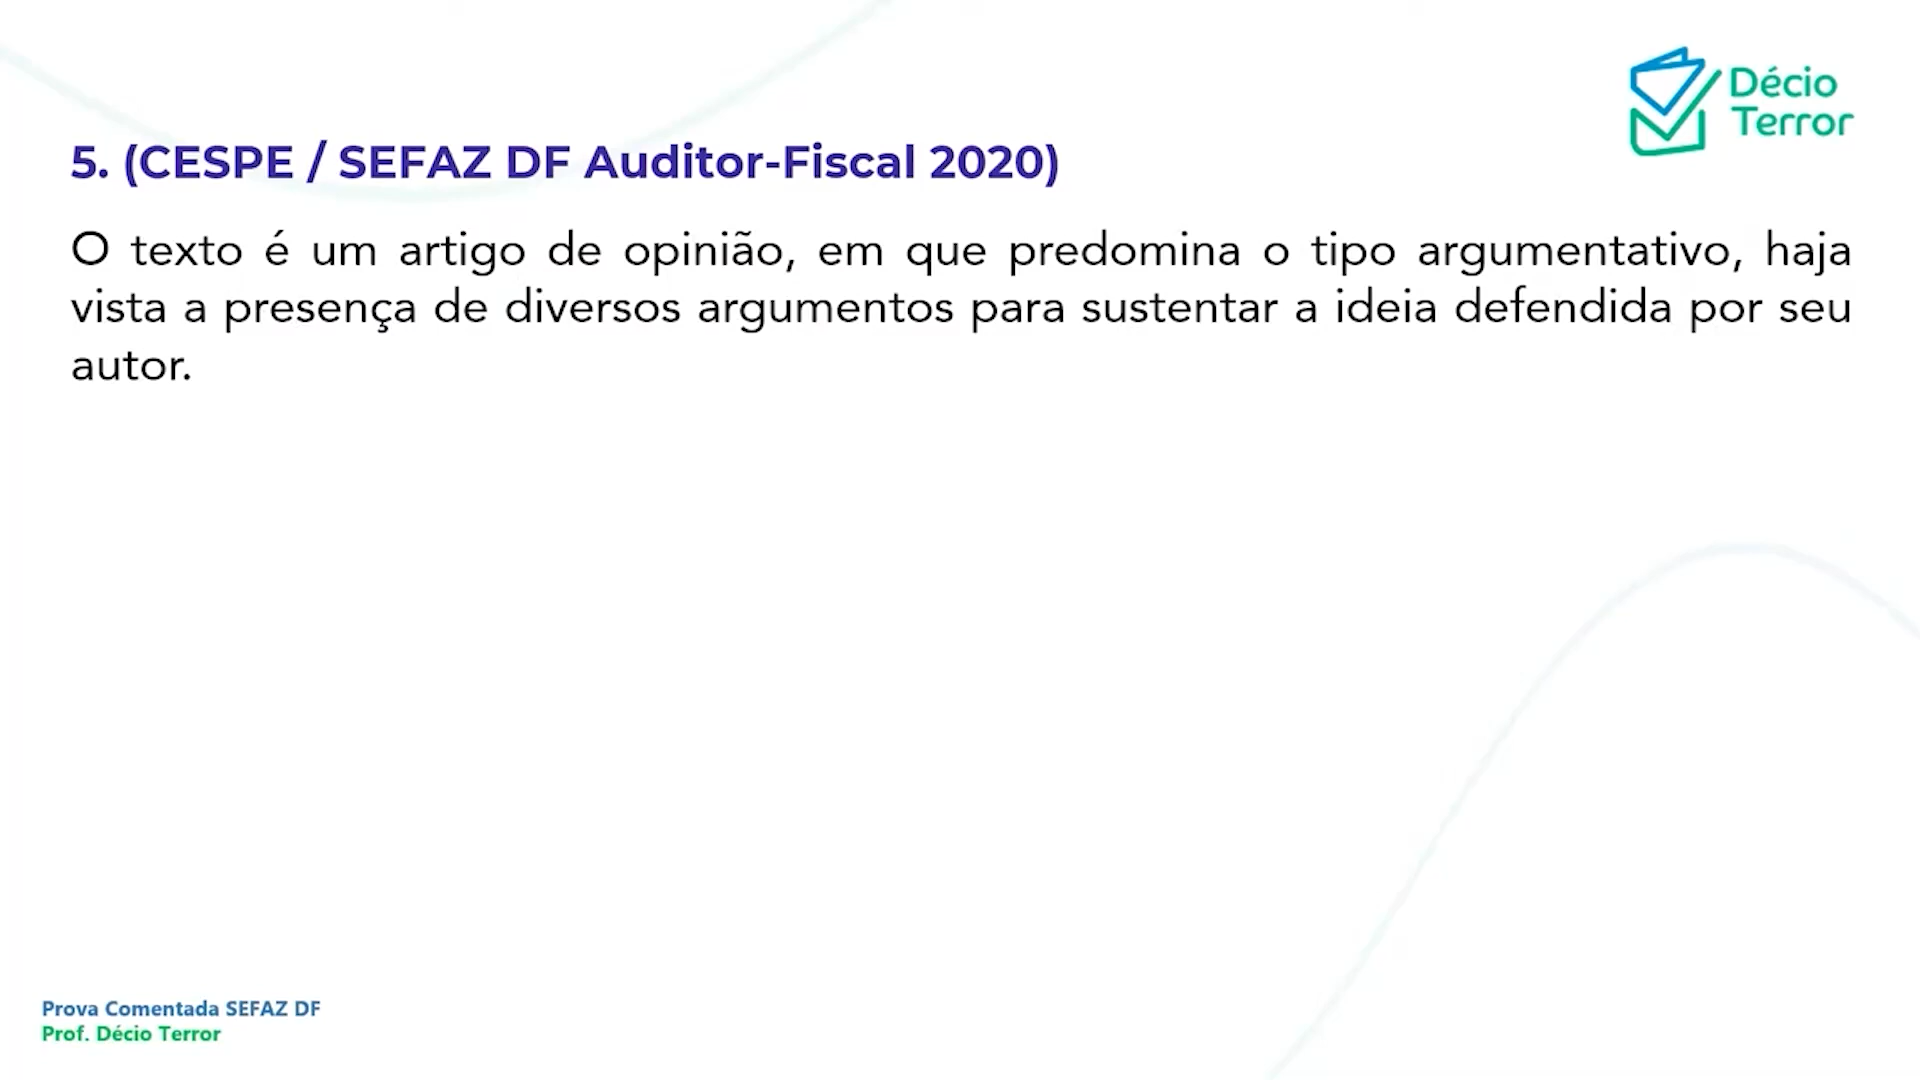 Décio
Terror
5. (CESPE / SEFAZ DF Auditor-Fiscal 2020)
O texto é um artigo de opinião, em que predomina o tipo argumentativo, haja
vista a presença de diversos argumentos para sustentar a ideia defendida por seu
autor.
Prova Comentada SEFAZ DF
Prof. Décio Terror